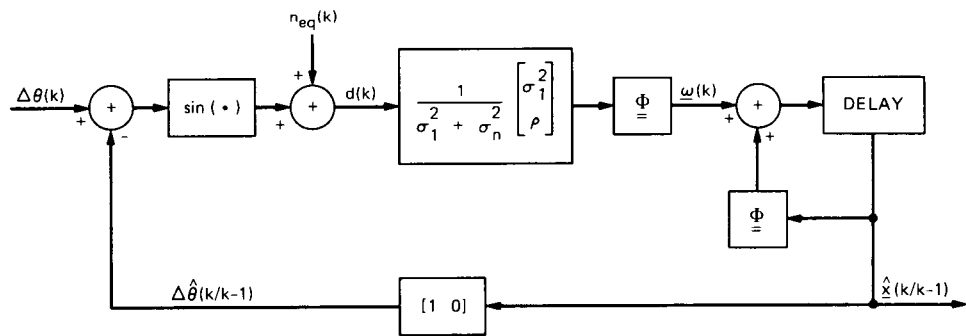 n_eq(k)
Δθ(k)
+
-
+
sin (•)
+
+
+
d(k)
1
σ₁² + σₙ²
[σ₁²
ρ]
Φ
ω(k)
+
+
+
DELAY
Φ
Δθ̂(k/k-1)
[1 0]
x̂(k/k-1)